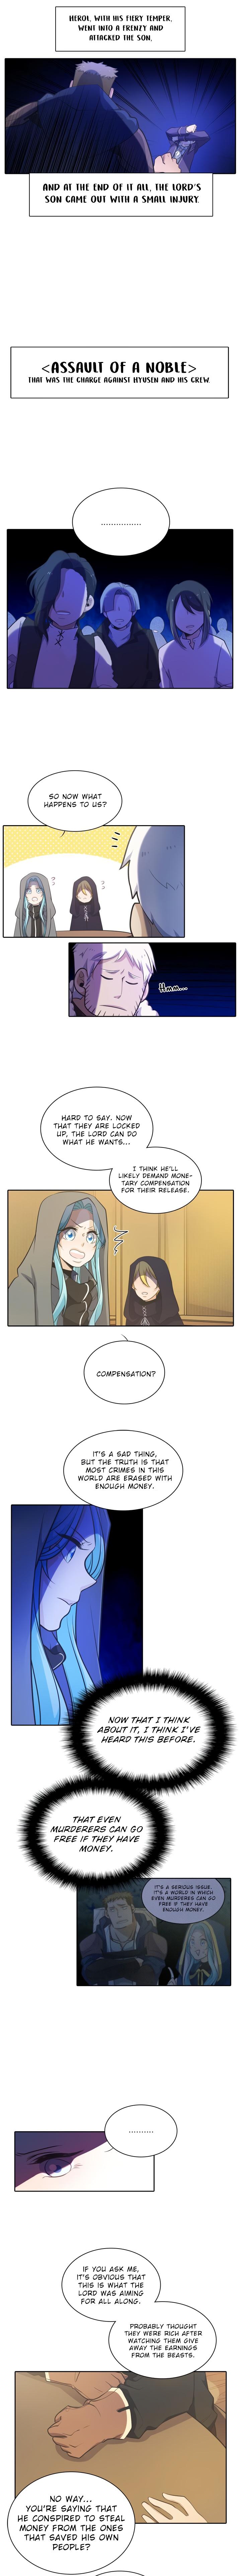 HEROL, WITH HIS FIERY TEMPER,
WENT INTO A FRENZY AND
ATTACKED THE SON,
AND AT THE END OF IT ALL, THE LORD'S
SON CAME OUT WITH A SMALL INJURY.
<ASSAULT OF A NOBLE>
THAT WAS THE CHARGE AGAINST HYUSEN AND HIS CREW.
................
SO NOW WHAT
HAPPENS TO US?
Hmm...
HARD TO SAY. NOW
THAT THEY ARE LOCKED
UP, THE LORD CAN DO
WHAT HE WANTS...
I THINK HE'LL
LIKELY DEMAND MONE-
TARY COMPENSATION
FOR THEIR RELEASE.
COMPENSATION?
IT'S A SAD THING,
BUT THE TRUTH IS THAT
MOST CRIMES IN THIS
WORLD ARE ERASED WITH
ENOUGH MONEY.
NOW THAT I THINK
ABOUT IT, I THINK I'VE
HEARD THIS BEFORE.
THAT EVEN
MURDERERS CAN GO
FREE IF THEY HAVE
MONEY.
IT'S A SERIOUS ISSUE.
IT'S A WORLD IN WHICH
EVEN MURDERES CAN GO
FREE IF THEY HAVE
ENOUGH MONEY.
..........
IF YOU ASK ME,
IT'S OBVIOUS THAT
THIS IS WHAT THE
LORD WAS AIMING
FOR ALL ALONG.
PROBABLY THOUGHT
THEY WERE RICH AFTER
WATCHING THEM GIVE
AWAY THE EARNINGS
FROM THE BEASTS.
NO WAY...
YOU'RE SAYING THAT
HE CONSPIRED TO STEAL
MONEY FROM THE ONES
THAT SAVED HIS OWN
PEOPLE?